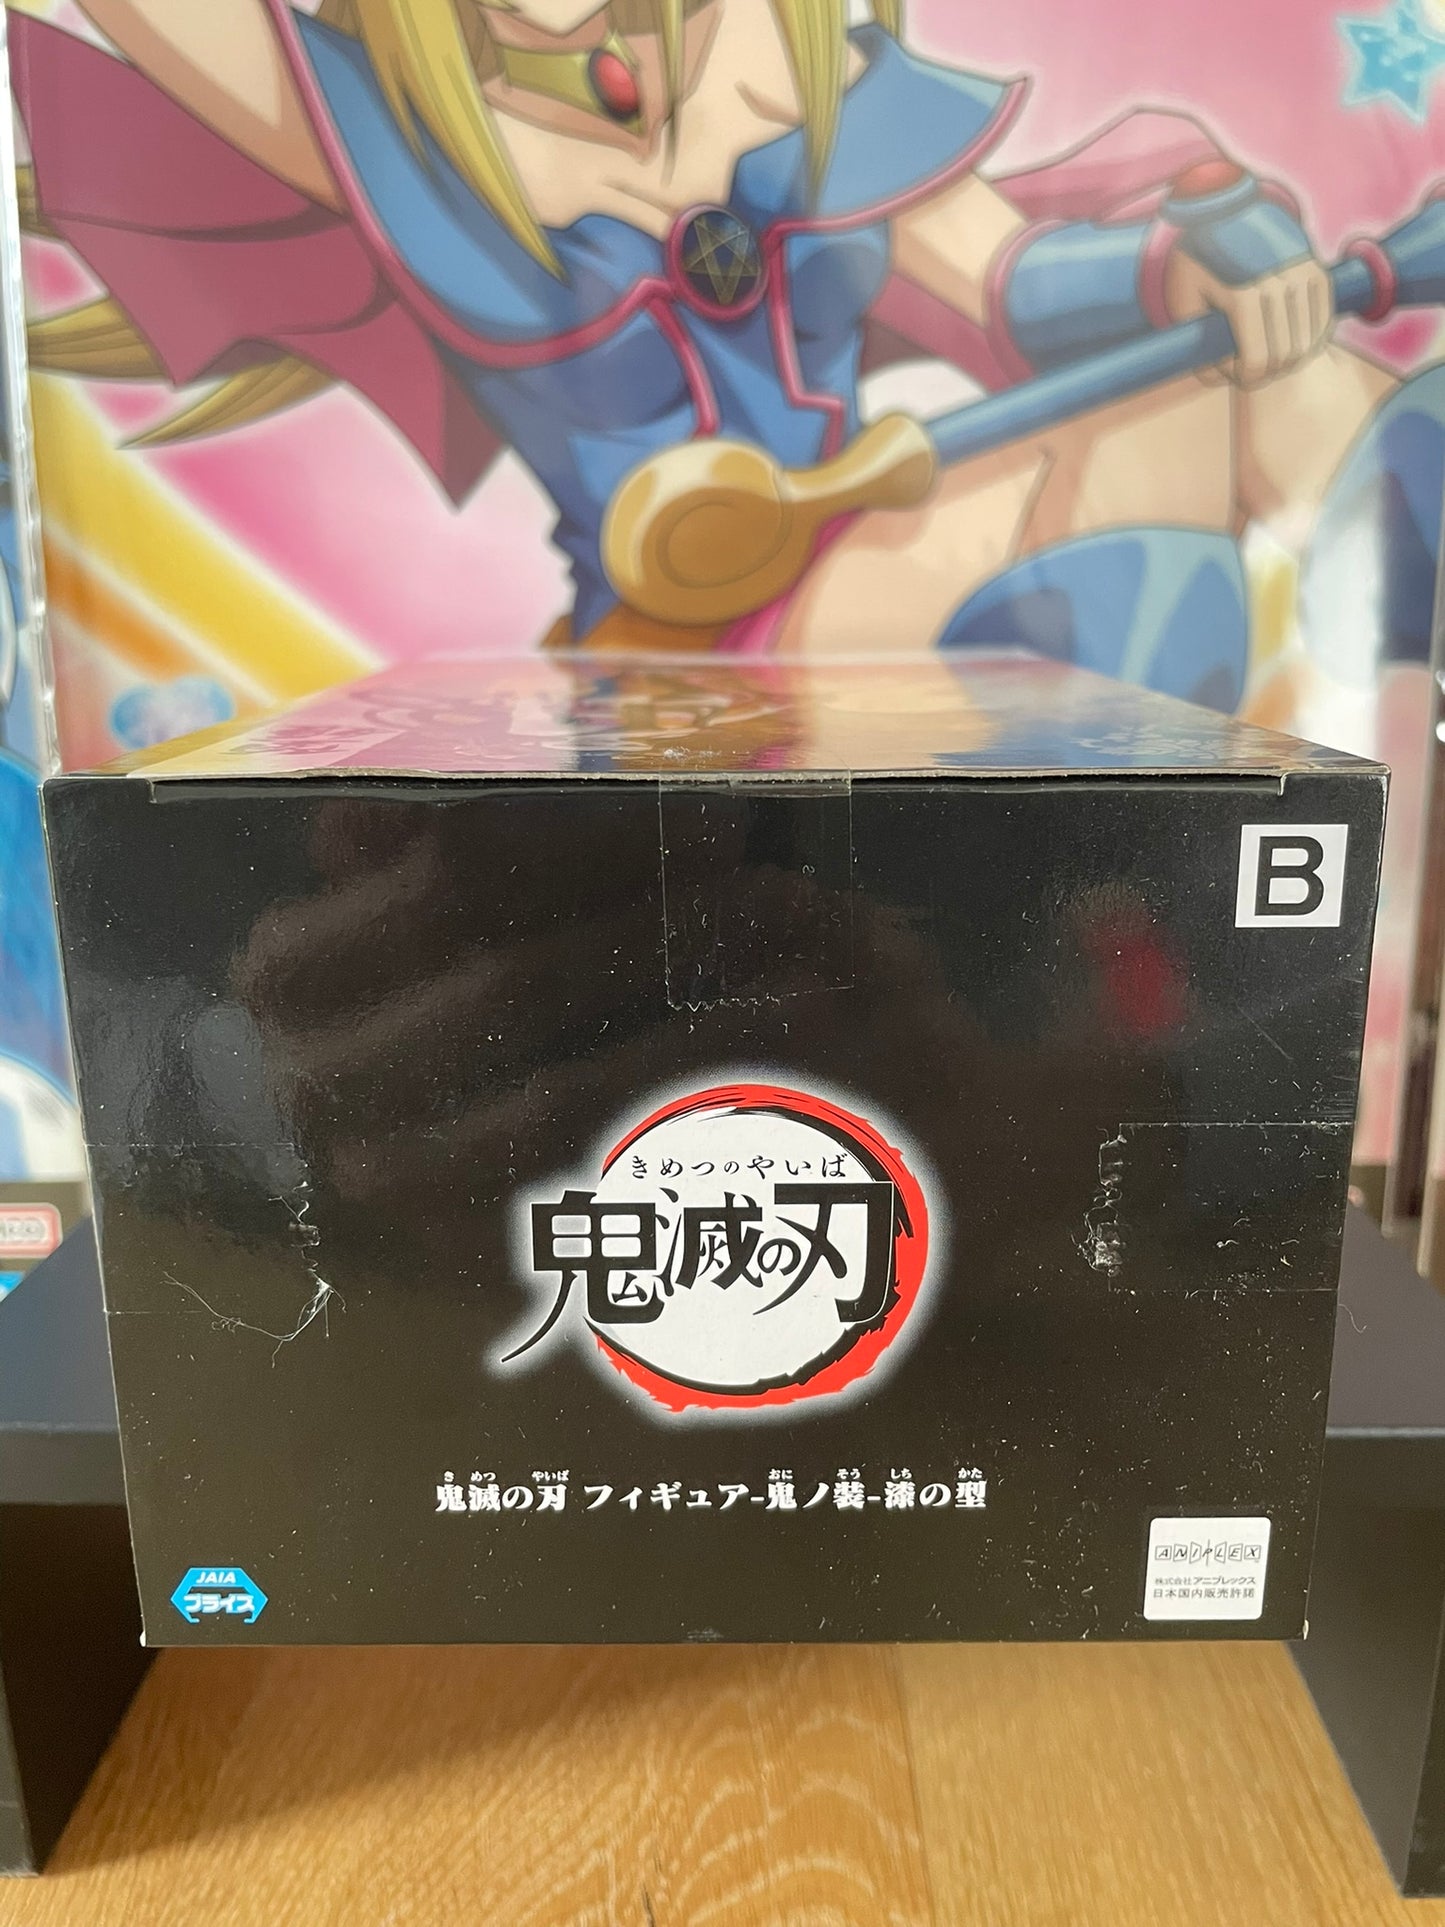 B
きめつのやいば
鬼滅の刃
き めつ やいば おに そう しち かた
鬼滅の刃 フィギュア-鬼ノ装-漆の型
JAIA
プライズ
ANIPLEX
株式会社アニプレックス
日本国内販売許諾